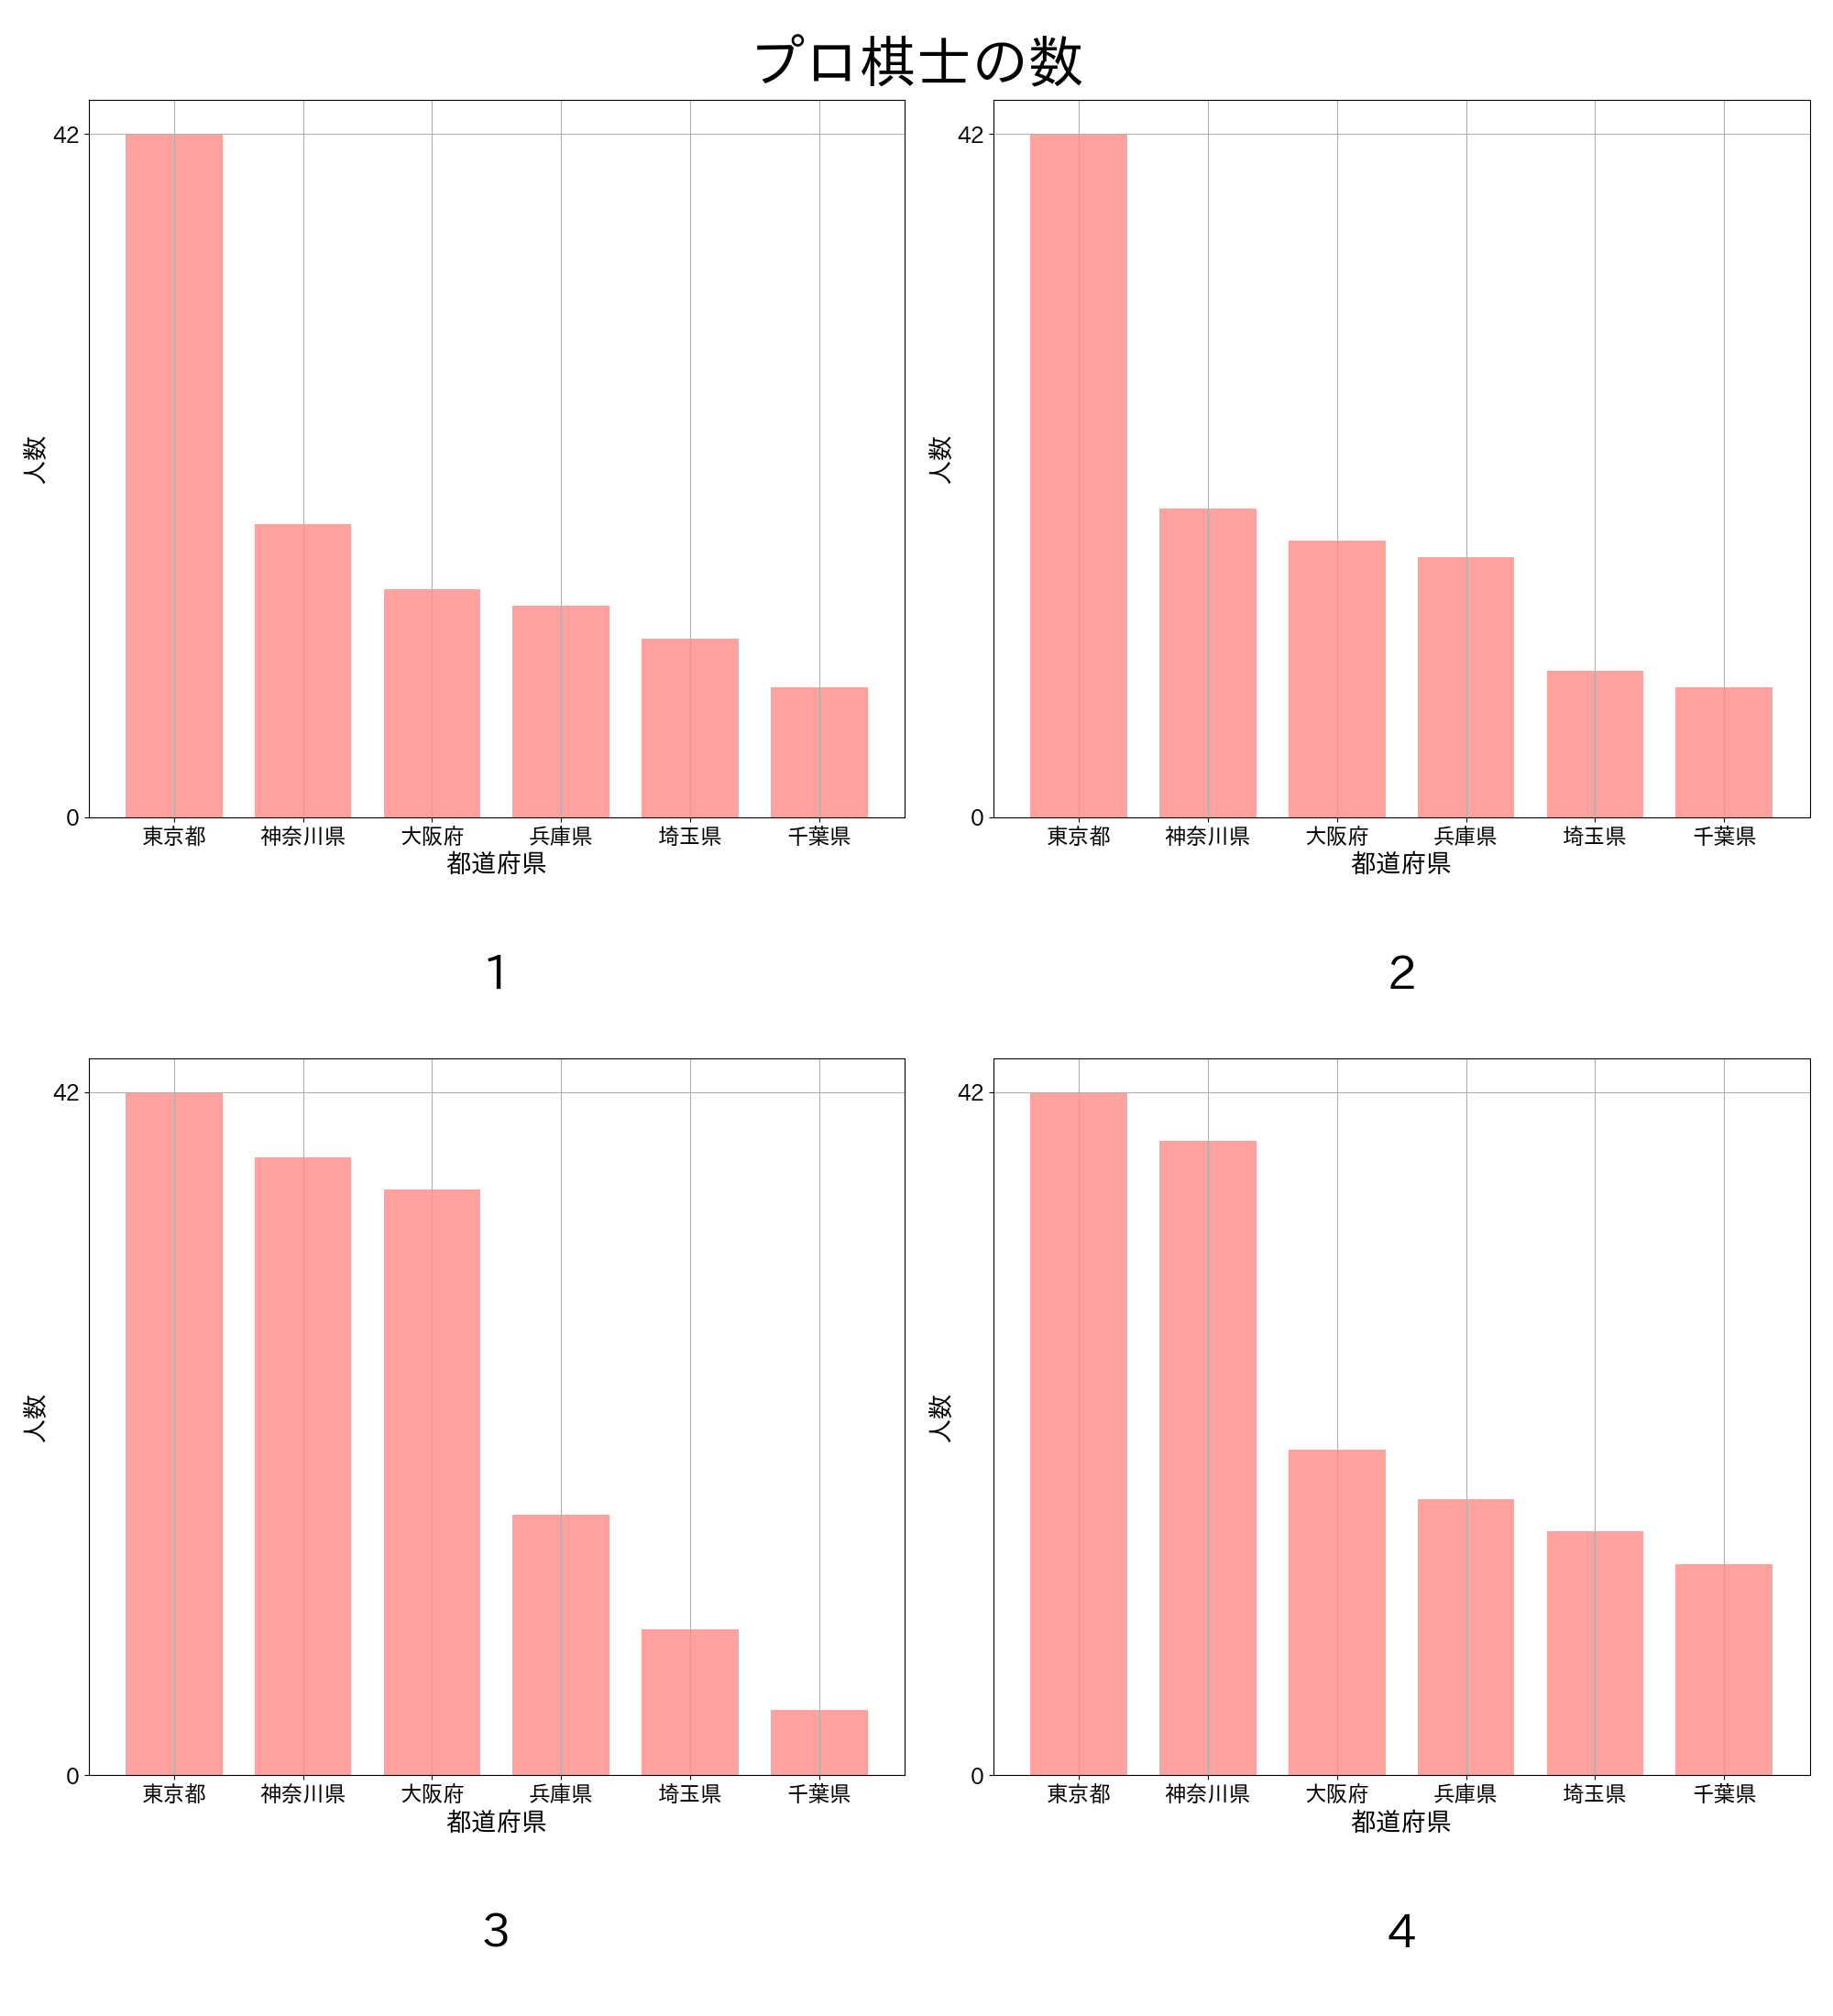 プロ棋士の数
42
0
人数
東京都 神奈川県 大阪府 兵庫県 埼玉県 千葉県
都道府県
1
42
0
人数
東京都 神奈川県 大阪府 兵庫県 埼玉県 千葉県
都道府県
2
42
0
人数
東京都 神奈川県 大阪府 兵庫県 埼玉県 千葉県
都道府県
3
42
0
人数
東京都 神奈川県 大阪府 兵庫県 埼玉県 千葉県
都道府県
4